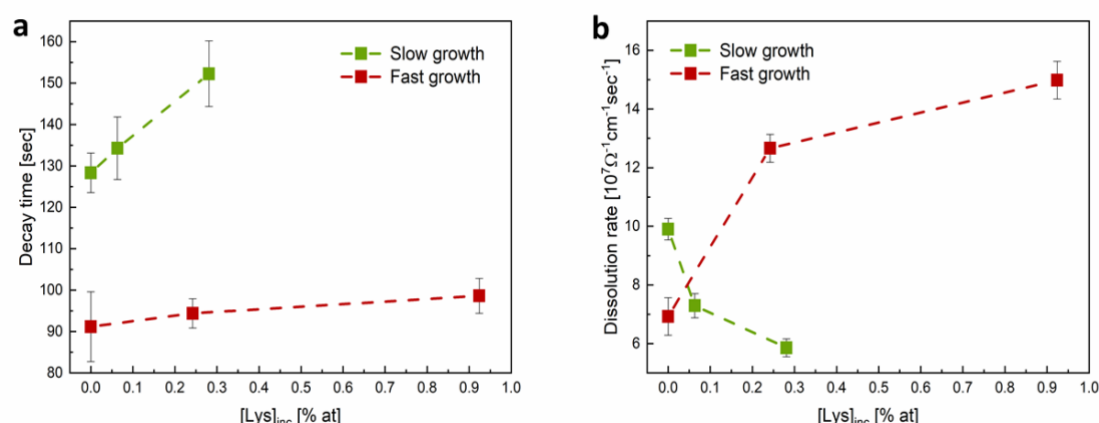 a
160
150
140
130
120
110
100
90
80
Decay time [sec]
Slow growth
Fast growth
0.0 0.1 0.2 0.3 0.4 0.5 0.6 0.7 0.8 0.9 1.0
[Lys]inc [% at]
b
16
14
12
10
8
6
Dissolution rate [10⁷Ω⁻¹cm⁻¹sec⁻¹]
Slow growth
Fast growth
0.0 0.1 0.2 0.3 0.4 0.5 0.6 0.7 0.8 0.9 1.0
[Lys]inc [% at]